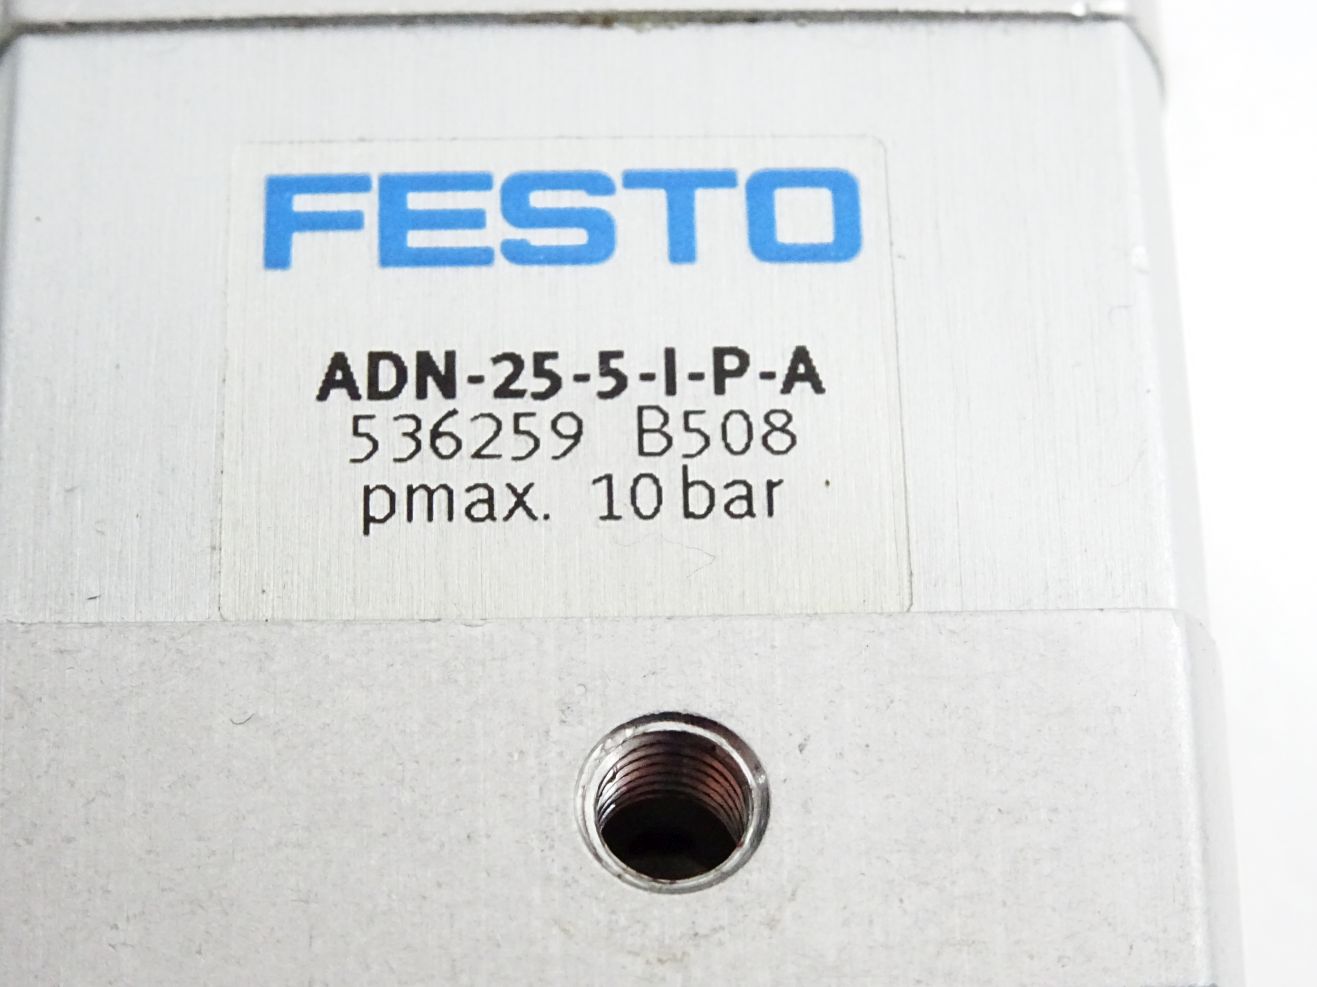 FESTO
ADN-25-5-I-P-A
536259 B508
pmax. 10 bar